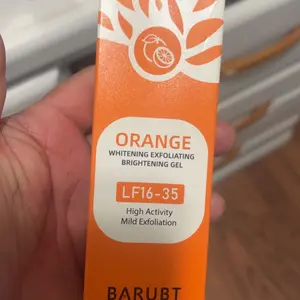 ORANGE
WHITENING EXFOLIATING
BRIGHTENING GEL
LF16-35
High Activity
Mild Exfoliation
BARUBT